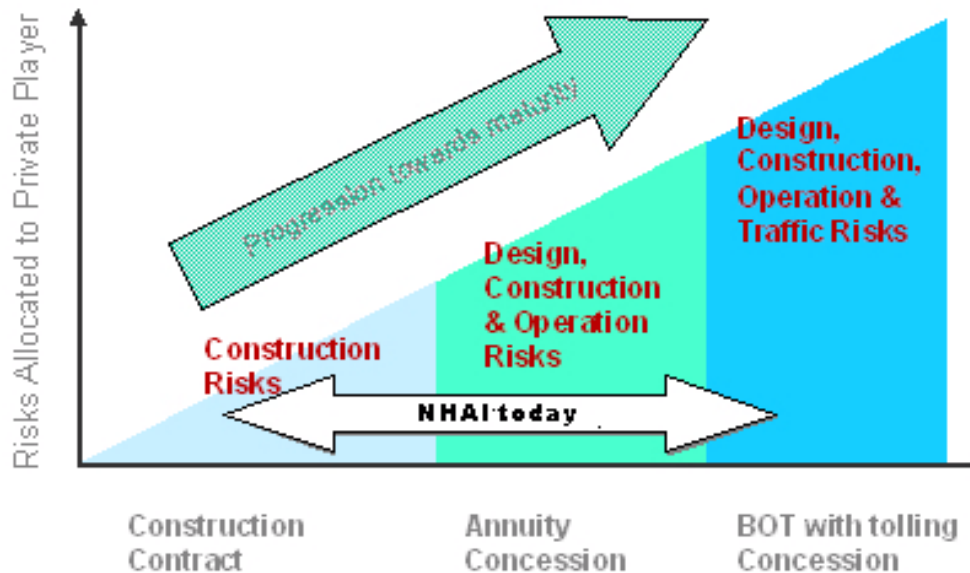 Risks Allocated to Private Player
Progression towards maturity
Construction
Risks
Design,
Construction
& Operation
Risks
Design,
Construction,
Operation &
Traffic Risks
NHAI today
Construction
Contract
Annuity
Concession
BOT with tolling
Concession